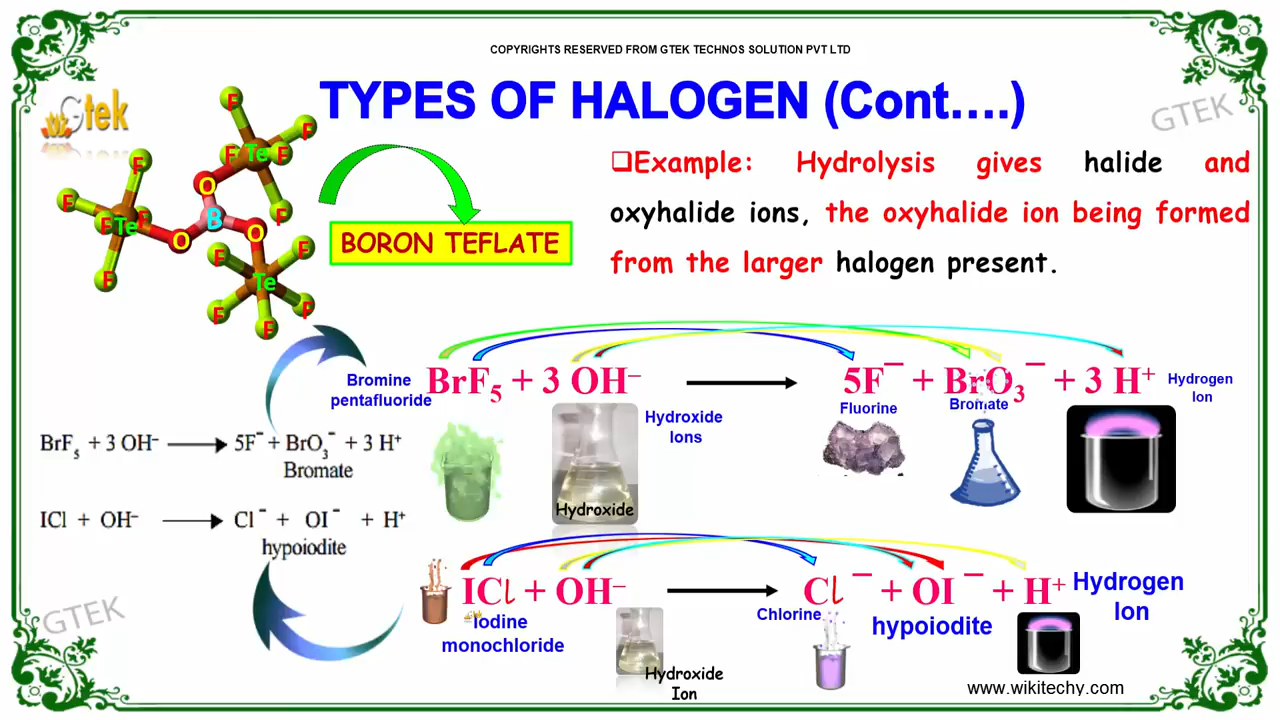 COPYRIGHTS RESERVED FROM GTEK TECHNOS SOLUTION PVT LTD
TYPES OF HALOGEN (Cont….)
Gtek
GTEK
F F F Te F O F
F F F Te F O F
B
O F F Te F F F
BORON TEFLATE
❑Example: Hydrolysis gives halide and
oxyhalide ions, the oxyhalide ion being formed
from the larger halogen present.
Bromine
pentafluoride
BrF₅ + 3 OH⁻ → 5F⁻ + BrO₃⁻ + 3 H⁺
Hydroxide
Ions
Fluorine
Bromate
Hydrogen
Ion
Hydroxide
BrF₅ + 3 OH⁻ → 5F⁻ + BrO₃⁻ + 3 H⁺
Bromate
ICl + OH⁻ → Cl⁻ + OI⁻ + H⁺
hypoiodite
ICl + OH⁻ → Cl⁻ + OI⁻ + H⁺
Iodine
monochloride
Hydroxide
Ion
Chlorine
hypoiodite
Hydrogen
Ion
GTEK
www.wikitechy.com